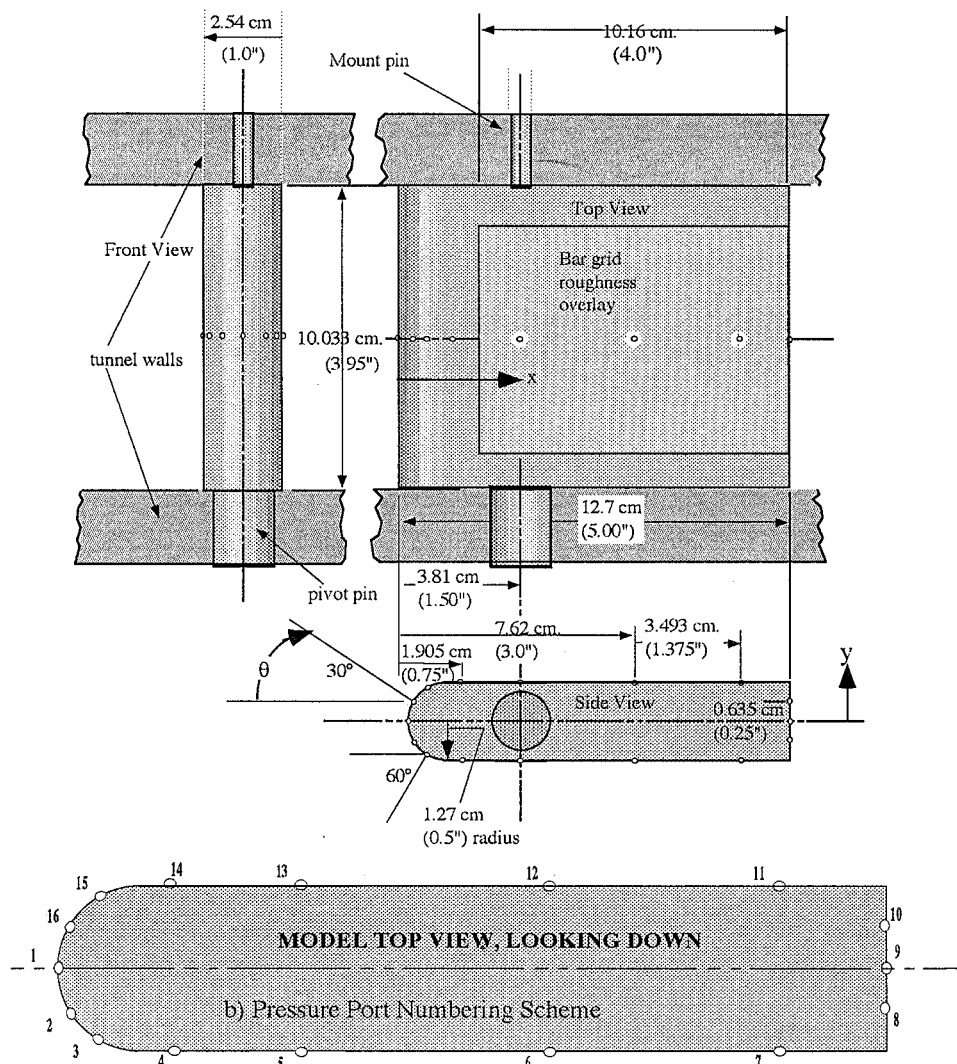 2.54 cm
(1.0")
10.16 cm.
(4.0")
Mount pin
Top View
Front View
Bar grid
roughness
overlay
tunnel walls
10.033 cm.
(3.95")
x
12.7 cm
(5.00")
pivot pin
3.81 cm
(1.50")
7.62 cm.
(3.0")
3.493 cm.
(1.375")
1.905 cm
(0.75")
y
θ
30°
Side View
0.635 cm
(0.25")
60°
1.27 cm
(0.5") radius
15
14
13
12
11
16
10
MODEL TOP VIEW, LOOKING DOWN
1
9
b) Pressure Port Numbering Scheme
2
8
3
4
5
6
7